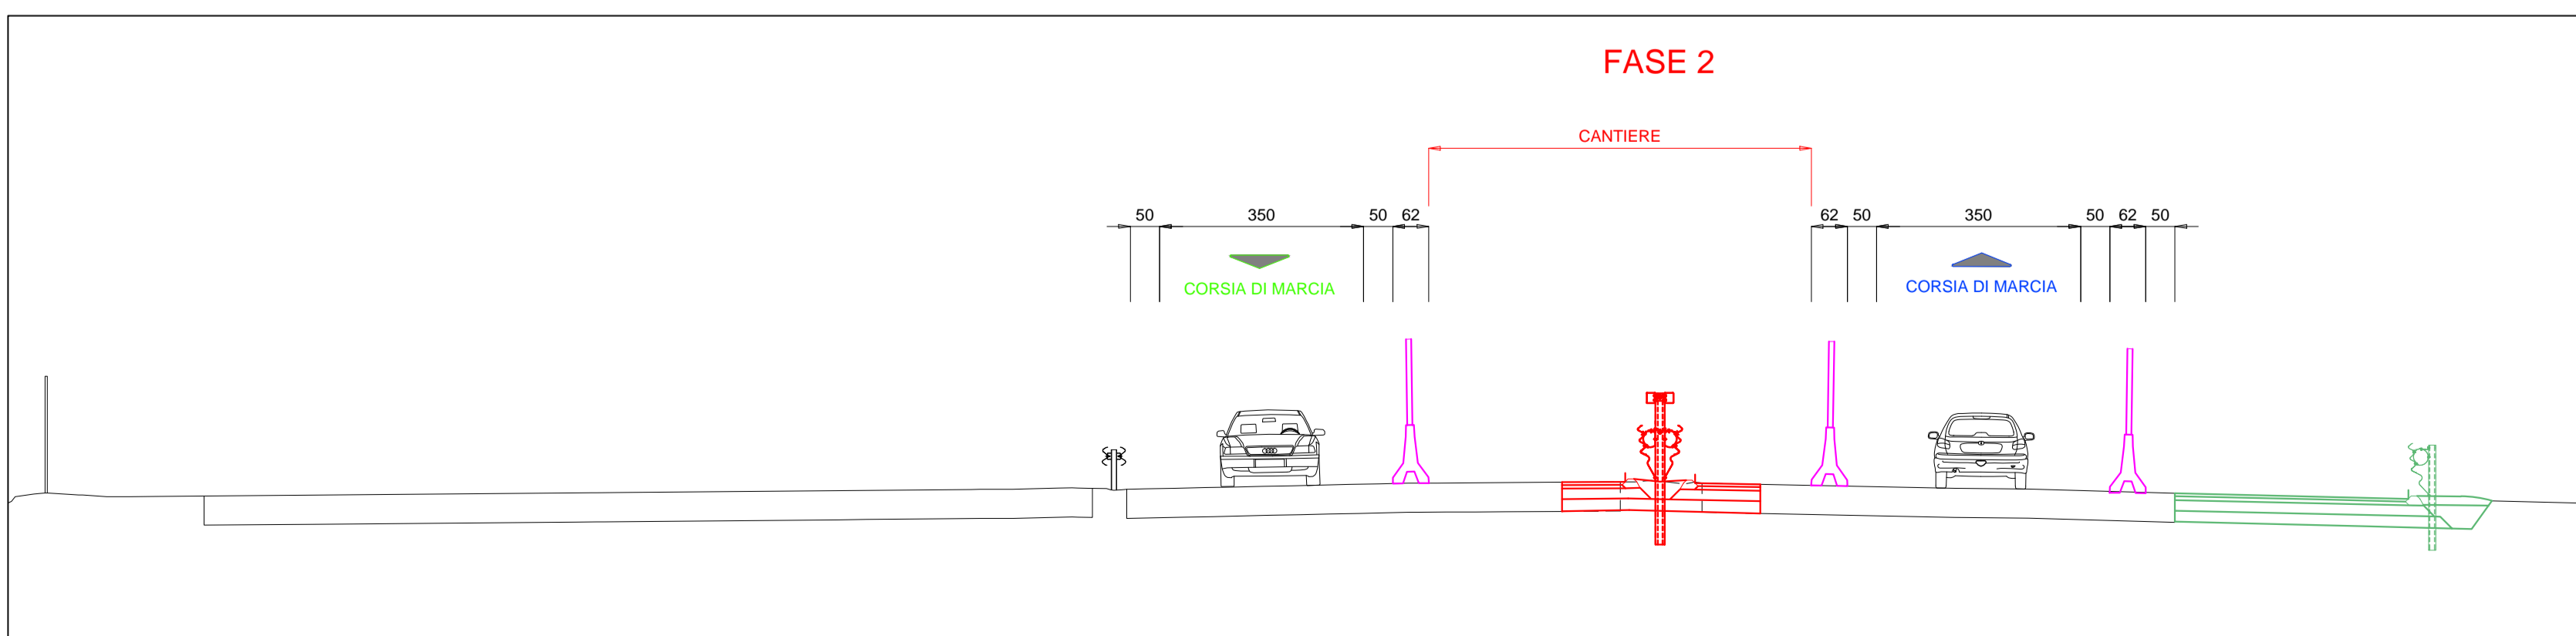 FASE 2
CANTIERE
50 350 50 62 62 50 350 50 62 50
CORSIA DI MARCIA CORSIA DI MARCIA